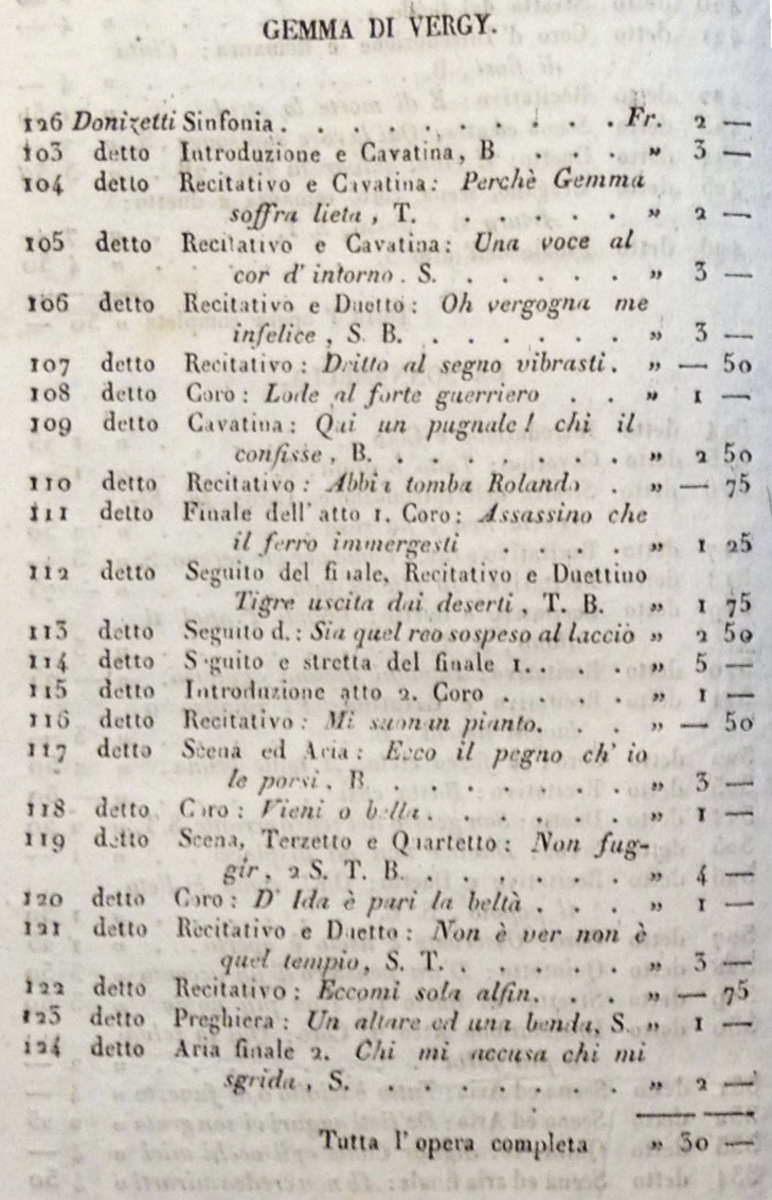 GEMMA DI VERGY.
126 Donizetti Sinfonia . . . . . . . . . . Fr. 2 —
103 detto Introduzione e Cavatina, B . . . » 3 —
104 detto Recitativo e Cavatina: Perchè Gemma
soffra lieta, T. . . . . . » 2 —
105 detto Recitativo e Cavatina: Una voce al
cor d' intorno. S. . . . . . » 3 —
106 detto Recitativo e Duetto: Oh vergogna me
infelice, S B. . . . . . . » 3 —
107 detto Recitativo: Dritto al segno vibrasti. » — 50
108 detto Coro: Lode al forte guerriero . . » 1 —
109 detto Cavatina: Qui un pugnale! chi il
confisse, B. . . . . . . . » 2 50
110 detto Recitativo: Abbia tomba Rolando . » — 75
111 detto Finale dell' atto 1. Coro: Assassino che
il ferro immergesti . . . . » 1 25
112 detto Seguito del finale, Recitativo e Duettino
Tigre uscita dai deserti, T. B. » 1 75
113 detto Seguito d.: Sia quel reo sospeso al laccio » 2 50
114 detto Seguito e stretta del finale 1. . . . » 5 —
115 detto Introduzione atto 2. Coro . . . . » 1 —
116 detto Recitativo: Mi suonan pianto. . . » — 50
117 detto Scena ed Aria: Ecco il pegno ch' io
le porsi, B . . . . . . . » 3 —
118 detto Coro: Vieni o bella . . . . . . » 1 —
119 detto Scena, Terzetto e Quartetto: Non fug-
gir, 2 S. T. B. . . . . . . » 4 —
120 detto Coro: D' Ida è pari la beltà . . . » 1 —
121 detto Recitativo e Duetto: Non è ver non è
quel tempio, S. T. . . . . . » 3 —
122 detto Recitativo: Eccomi sola alfin. . . » — 75
123 detto Preghiera: Un altare ed una benda, S. » 1 —
124 detto Aria finale 2. Chi mi accusa chi mi
sgrida, S. . . . . . . . » 2 —
Tutta l' opera completa » 30 —